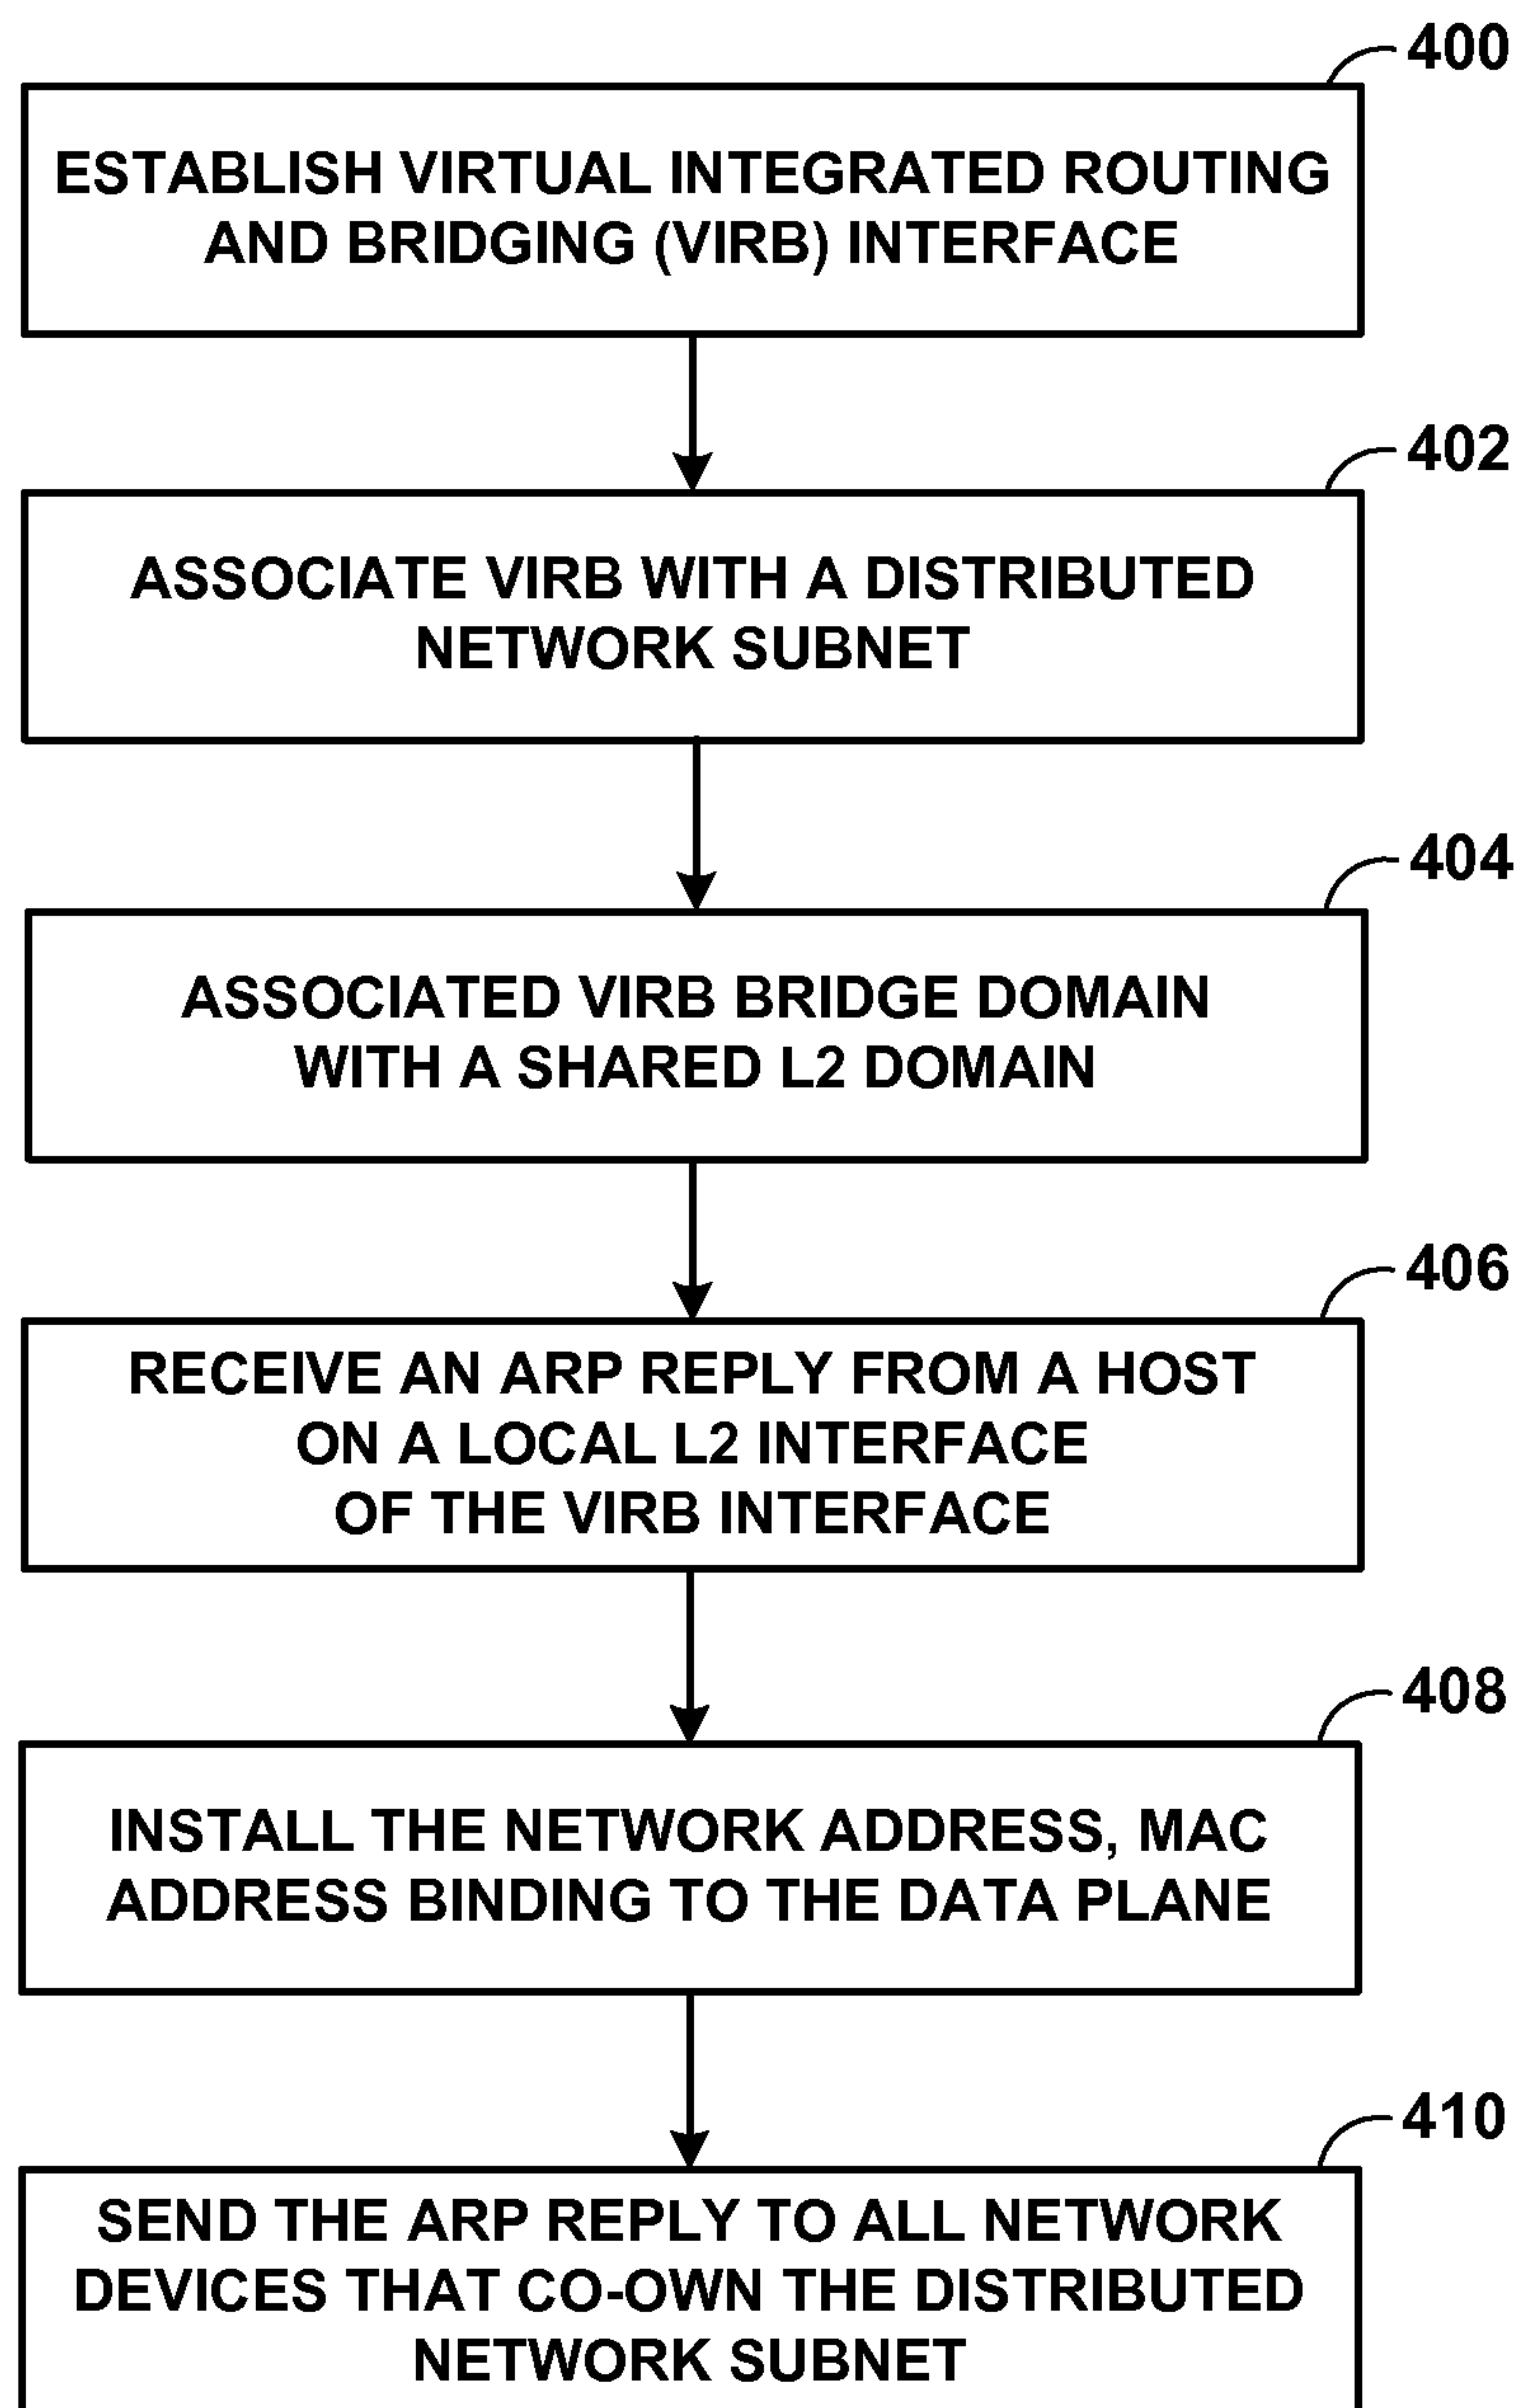 400
ESTABLISH VIRTUAL INTEGRATED ROUTING
AND BRIDGING (VIRB) INTERFACE
402
ASSOCIATE VIRB WITH A DISTRIBUTED
NETWORK SUBNET
404
ASSOCIATED VIRB BRIDGE DOMAIN
WITH A SHARED L2 DOMAIN
406
RECEIVE AN ARP REPLY FROM A HOST
ON A LOCAL L2 INTERFACE
OF THE VIRB INTERFACE
408
INSTALL THE NETWORK ADDRESS, MAC
ADDRESS BINDING TO THE DATA PLANE
410
SEND THE ARP REPLY TO ALL NETWORK
DEVICES THAT CO-OWN THE DISTRIBUTED
NETWORK SUBNET